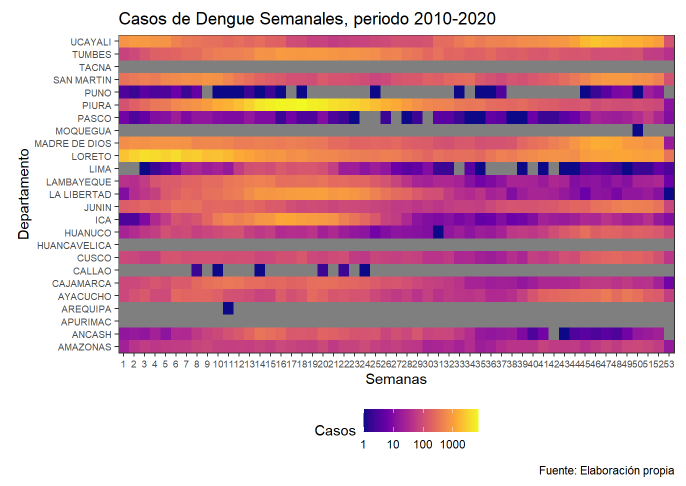 Casos de Dengue Semanales, periodo 2010-2020
Departamento
UCAYALI
TUMBES
TACNA
SAN MARTIN
PUNO
PIURA
PASCO
MOQUEGUA
MADRE DE DIOS
LORETO
LIMA
LAMBAYEQUE
LA LIBERTAD
JUNIN
ICA
HUANUCO
HUANCAVELICA
CUSCO
CALLAO
CAJAMARCA
AYACUCHO
AREQUIPA
APURIMAC
ANCASH
AMAZONAS
1 2 3 4 5 6 7 8 9 10 11 12 13 14 15 16 17 18 19 20 21 22 23 24 25 26 27 28 29 30 31 32 33 34 35 36 37 38 39 40 41 42 43 44 45 46 47 48 49 50 51 52 53
Semanas
Casos
1 10 100 1000
Fuente: Elaboración propia